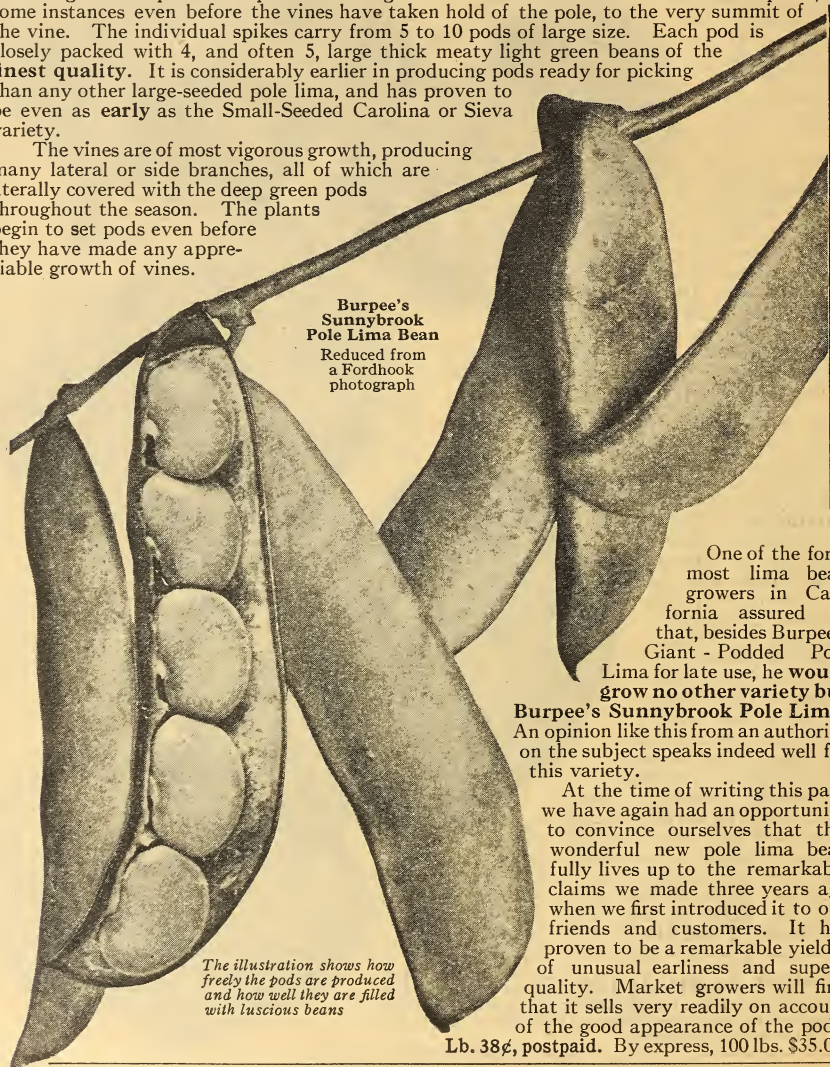 ome instances even before the vines have taken hold of the pole, to the very summit of
he vine. The individual spikes carry from 5 to 10 pods of large size. Each pod is
losely packed with 4, and often 5, large thick meaty light green beans of the
inest quality. It is considerably earlier in producing pods ready for picking
han any other large-seeded pole lima, and has proven to
e even as early as the Small-Seeded Carolina or Sieva
ariety.
The vines are of most vigorous growth, producing
nany lateral or side branches, all of which are
terally covered with the deep green pods
hroughout the season. The plants
egin to set pods even before
hey have made any appre-
iable growth of vines.
Burpee's
Sunnybrook
Pole Lima Bean
Reduced from
a Fordhook
photograph
One of the for
most lima bea
growers in Ca
fornia assured
that, besides Burpee
Giant - Podded Po
Lima for late use, he wou
grow no other variety bu
Burpee's Sunnybrook Pole Lim
An opinion like this from an authori
on the subject speaks indeed well f
this variety.
At the time of writing this pa
we have again had an opportuni
to convince ourselves that th
wonderful new pole lima bea
fully lives up to the remarkab
claims we made three years a
when we first introduced it to o
friends and customers. It h
proven to be a remarkable yield
of unusual earliness and supe
quality. Market growers will fin
that it sells very readily on accou
of the good appearance of the pod
Lb. 38¢, postpaid. By express, 100 lbs. $35.0
The illustration shows how
freely the pods are produced
and how well they are filled
with luscious beans